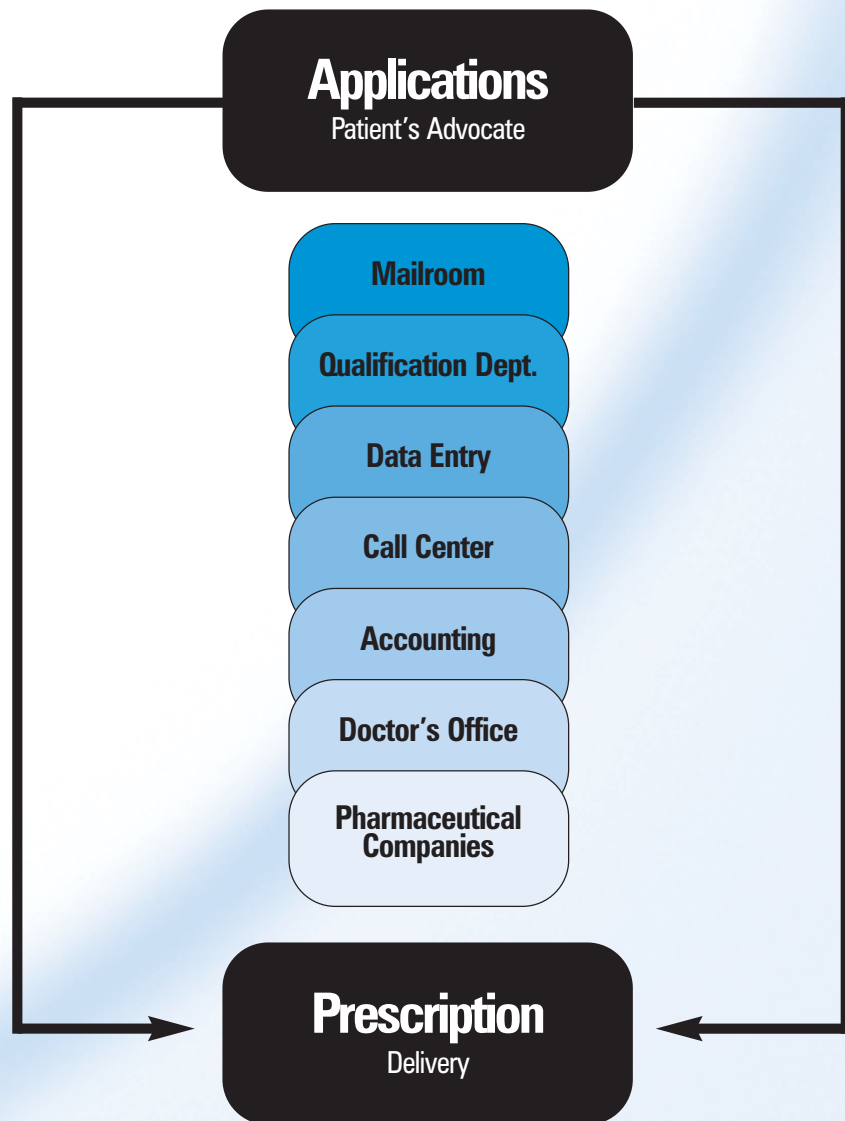 Applications
Patient’s Advocate
Mailroom
Qualification Dept.
Data Entry
Call Center
Accounting
Doctor’s Office
Pharmaceutical
Companies
Prescription
Delivery